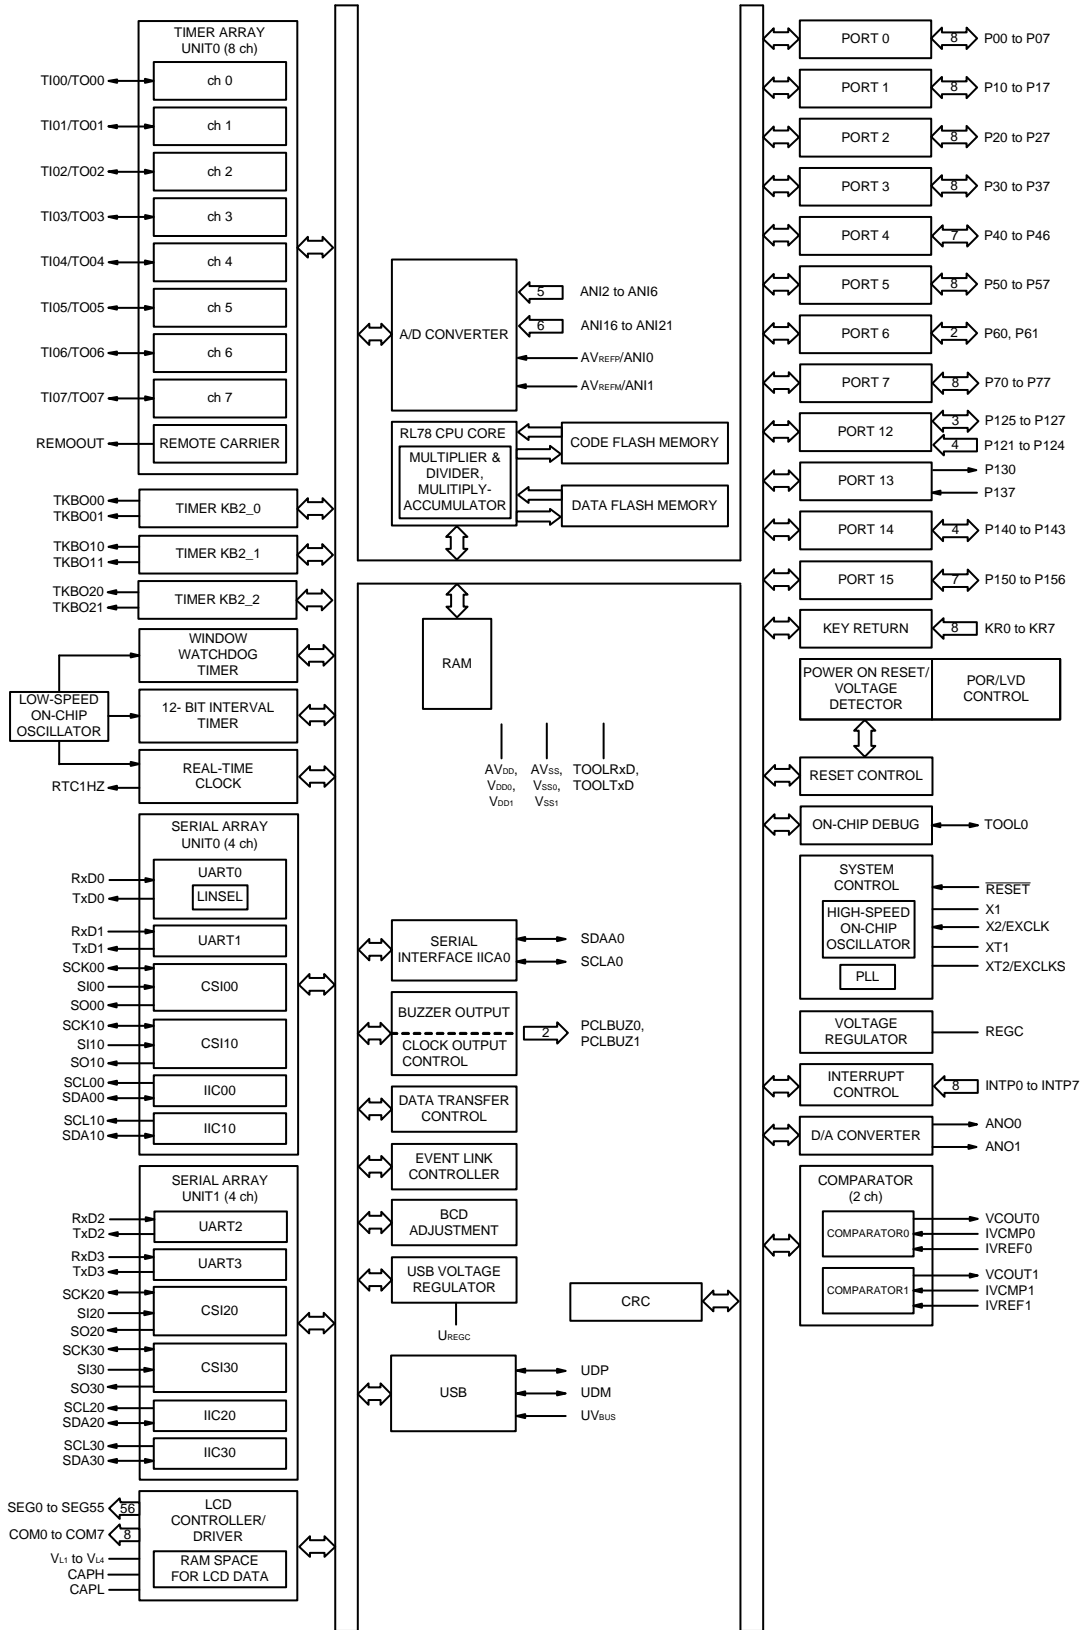 TIMER ARRAY
UNIT0 (8 ch)
TI00/TO00
ch 0
TI01/TO01
ch 1
TI02/TO02
ch 2
TI03/TO03
ch 3
TI04/TO04
ch 4
TI05/TO05
ch 5
TI06/TO06
ch 6
TI07/TO07
ch 7
REMOOUT
REMOTE CARRIER
TKBO00
TKBO01
TIMER KB2_0
TKBO10
TKBO11
TIMER KB2_1
TKBO20
TKBO21
TIMER KB2_2
WINDOW
WATCHDOG
TIMER
LOW-SPEED
ON-CHIP
OSCILLATOR
12- BIT INTERVAL
TIMER
REAL-TIME
CLOCK
RTC1HZ
SERIAL ARRAY
UNIT0 (4 ch)
RxD0
TxD0
UART0
LINSEL
RxD1
TxD1
UART1
SCK00
SI00
SO00
CSI00
SCK10
SI10
SO10
CSI10
SCL00
SDA00
IIC00
SCL10
SDA10
IIC10
SERIAL ARRAY
UNIT1 (4 ch)
RxD2
TxD2
UART2
RxD3
TxD3
UART3
SCK20
SI20
SO20
CSI20
SCK30
SI30
SO30
CSI30
SCL20
SDA20
IIC20
SCL30
SDA30
IIC30
SEG0 to SEG55
56
COM0 to COM7
8
VL1 to VL4
CAPH
CAPL
LCD
CONTROLLER/
DRIVER
RAM SPACE
FOR LCD DATA
A/D CONVERTER
5
ANI2 to ANI6
6
ANI16 to ANI21
AVREFP/ANI0
AVREFM/ANI1
RL78 CPU CORE
MULTIPLIER &
DIVIDER,
MULITIPLY-
ACCUMULATOR
CODE FLASH MEMORY
DATA FLASH MEMORY
RAM
AVDD,
VDD0,
VDD1
AVSS,
VSS0,
VSS1
TOOLRxD,
TOOLTxD
SERIAL
INTERFACE IICA0
SDAA0
SCLA0
BUZZER OUTPUT
CLOCK OUTPUT
CONTROL
2
PCLBUZ0,
PCLBUZ1
DATA TRANSFER
CONTROL
EVENT LINK
CONTROLLER
BCD
ADJUSTMENT
USB VOLTAGE
REGULATOR
UREGC
CRC
USB
UDP
UDM
UVBUS
PORT 0
8
P00 to P07
PORT 1
8
P10 to P17
PORT 2
8
P20 to P27
PORT 3
8
P30 to P37
PORT 4
7
P40 to P46
PORT 5
8
P50 to P57
PORT 6
2
P60, P61
PORT 7
8
P70 to P77
PORT 12
3
P125 to P127
4
P121 to P124
PORT 13
P130
P137
PORT 14
4
P140 to P143
PORT 15
7
P150 to P156
KEY RETURN
8
KR0 to KR7
POWER ON RESET/
VOLTAGE
DETECTOR
POR/LVD
CONTROL
RESET CONTROL
ON-CHIP DEBUG
TOOL0
SYSTEM
CONTROL
HIGH-SPEED
ON-CHIP
OSCILLATOR
PLL
RESET
X1
X2/EXCLK
XT1
XT2/EXCLKS
VOLTAGE
REGULATOR
REGC
INTERRUPT
CONTROL
8
INTP0 to INTP7
D/A CONVERTER
ANO0
ANO1
COMPARATOR
(2 ch)
COMPARATOR0
VCOUT0
IVCMP0
IVREF0
COMPARATOR1
VCOUT1
IVCMP1
IVREF1